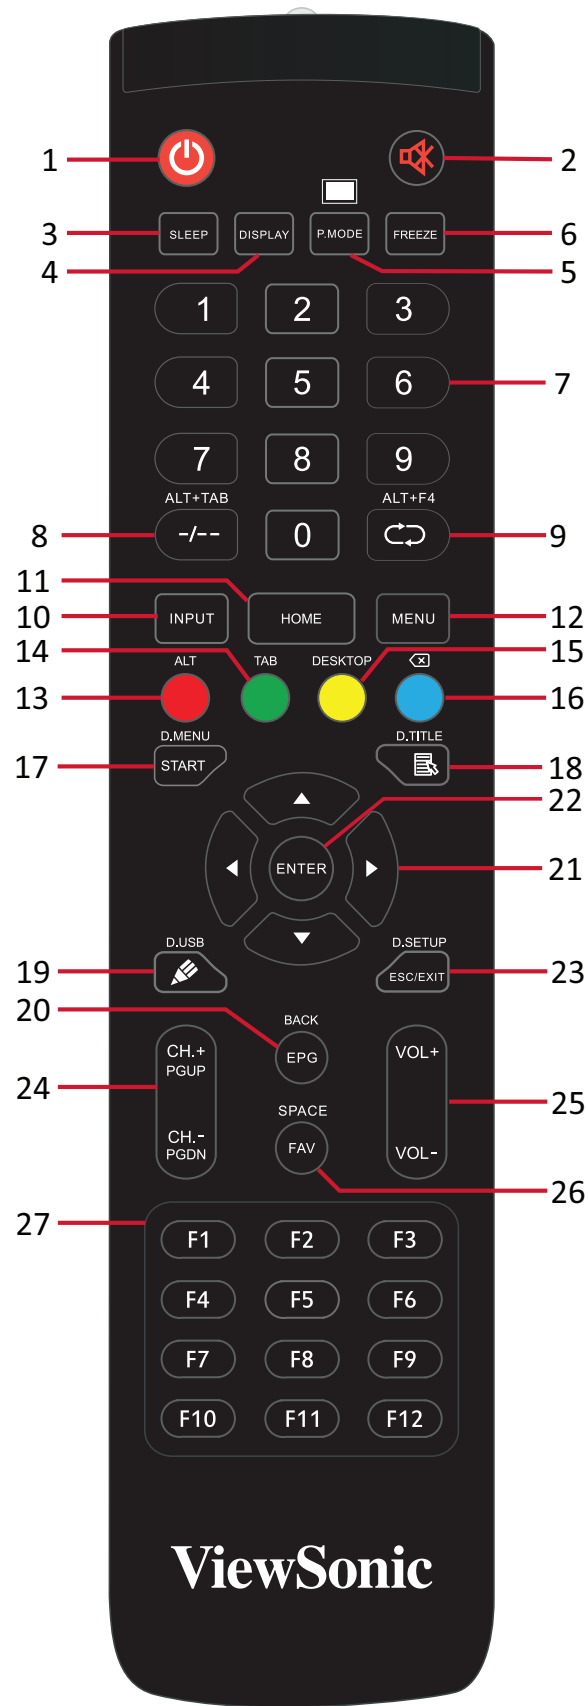 1 2
3 SLEEP DISPLAY P.MODE FREEZE 6
4 5
1 2 3
4 5 6 7
7 8 9
ALT+TAB ALT+F4
8 -/-- 0 9
11
10 INPUT HOME MENU 12
14 ALT TAB DESKTOP 15
13 16
D.MENU D.TITLE
17 START 18
22
ENTER 21
D.USB D.SETUP
19 ESC/EXIT 23
20 BACK
EPG
CH.+ VOL+
PGUP
24 25
SPACE
CH.- FAV VOL-
PGDN
26
27
F1 F2 F3
F4 F5 F6
F7 F8 F9
F10 F11 F12
ViewSonic